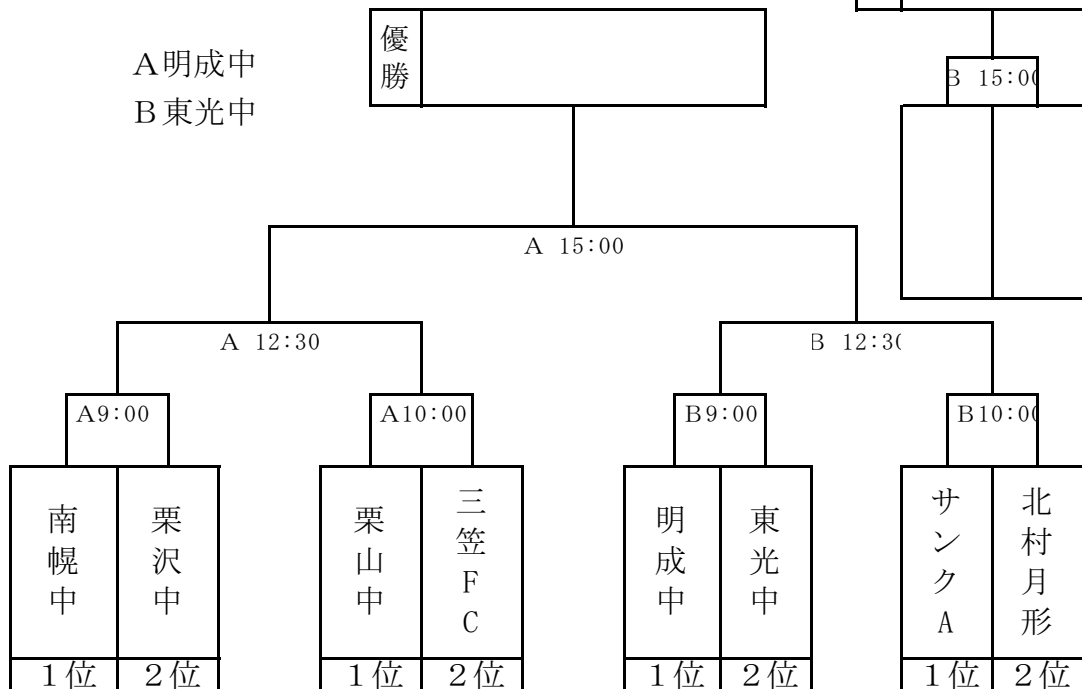 優勝
A明成中
B東光中
B 15:00
A 15:00
A 12:30
B 12:30
A9:00
A10:00
B9:00
B10:00
南幌中
栗沢中
栗山中
三笠FC
明成中
東光中
サンクA
北村月形
1位
2位
1位
2位
1位
2位
1位
2位